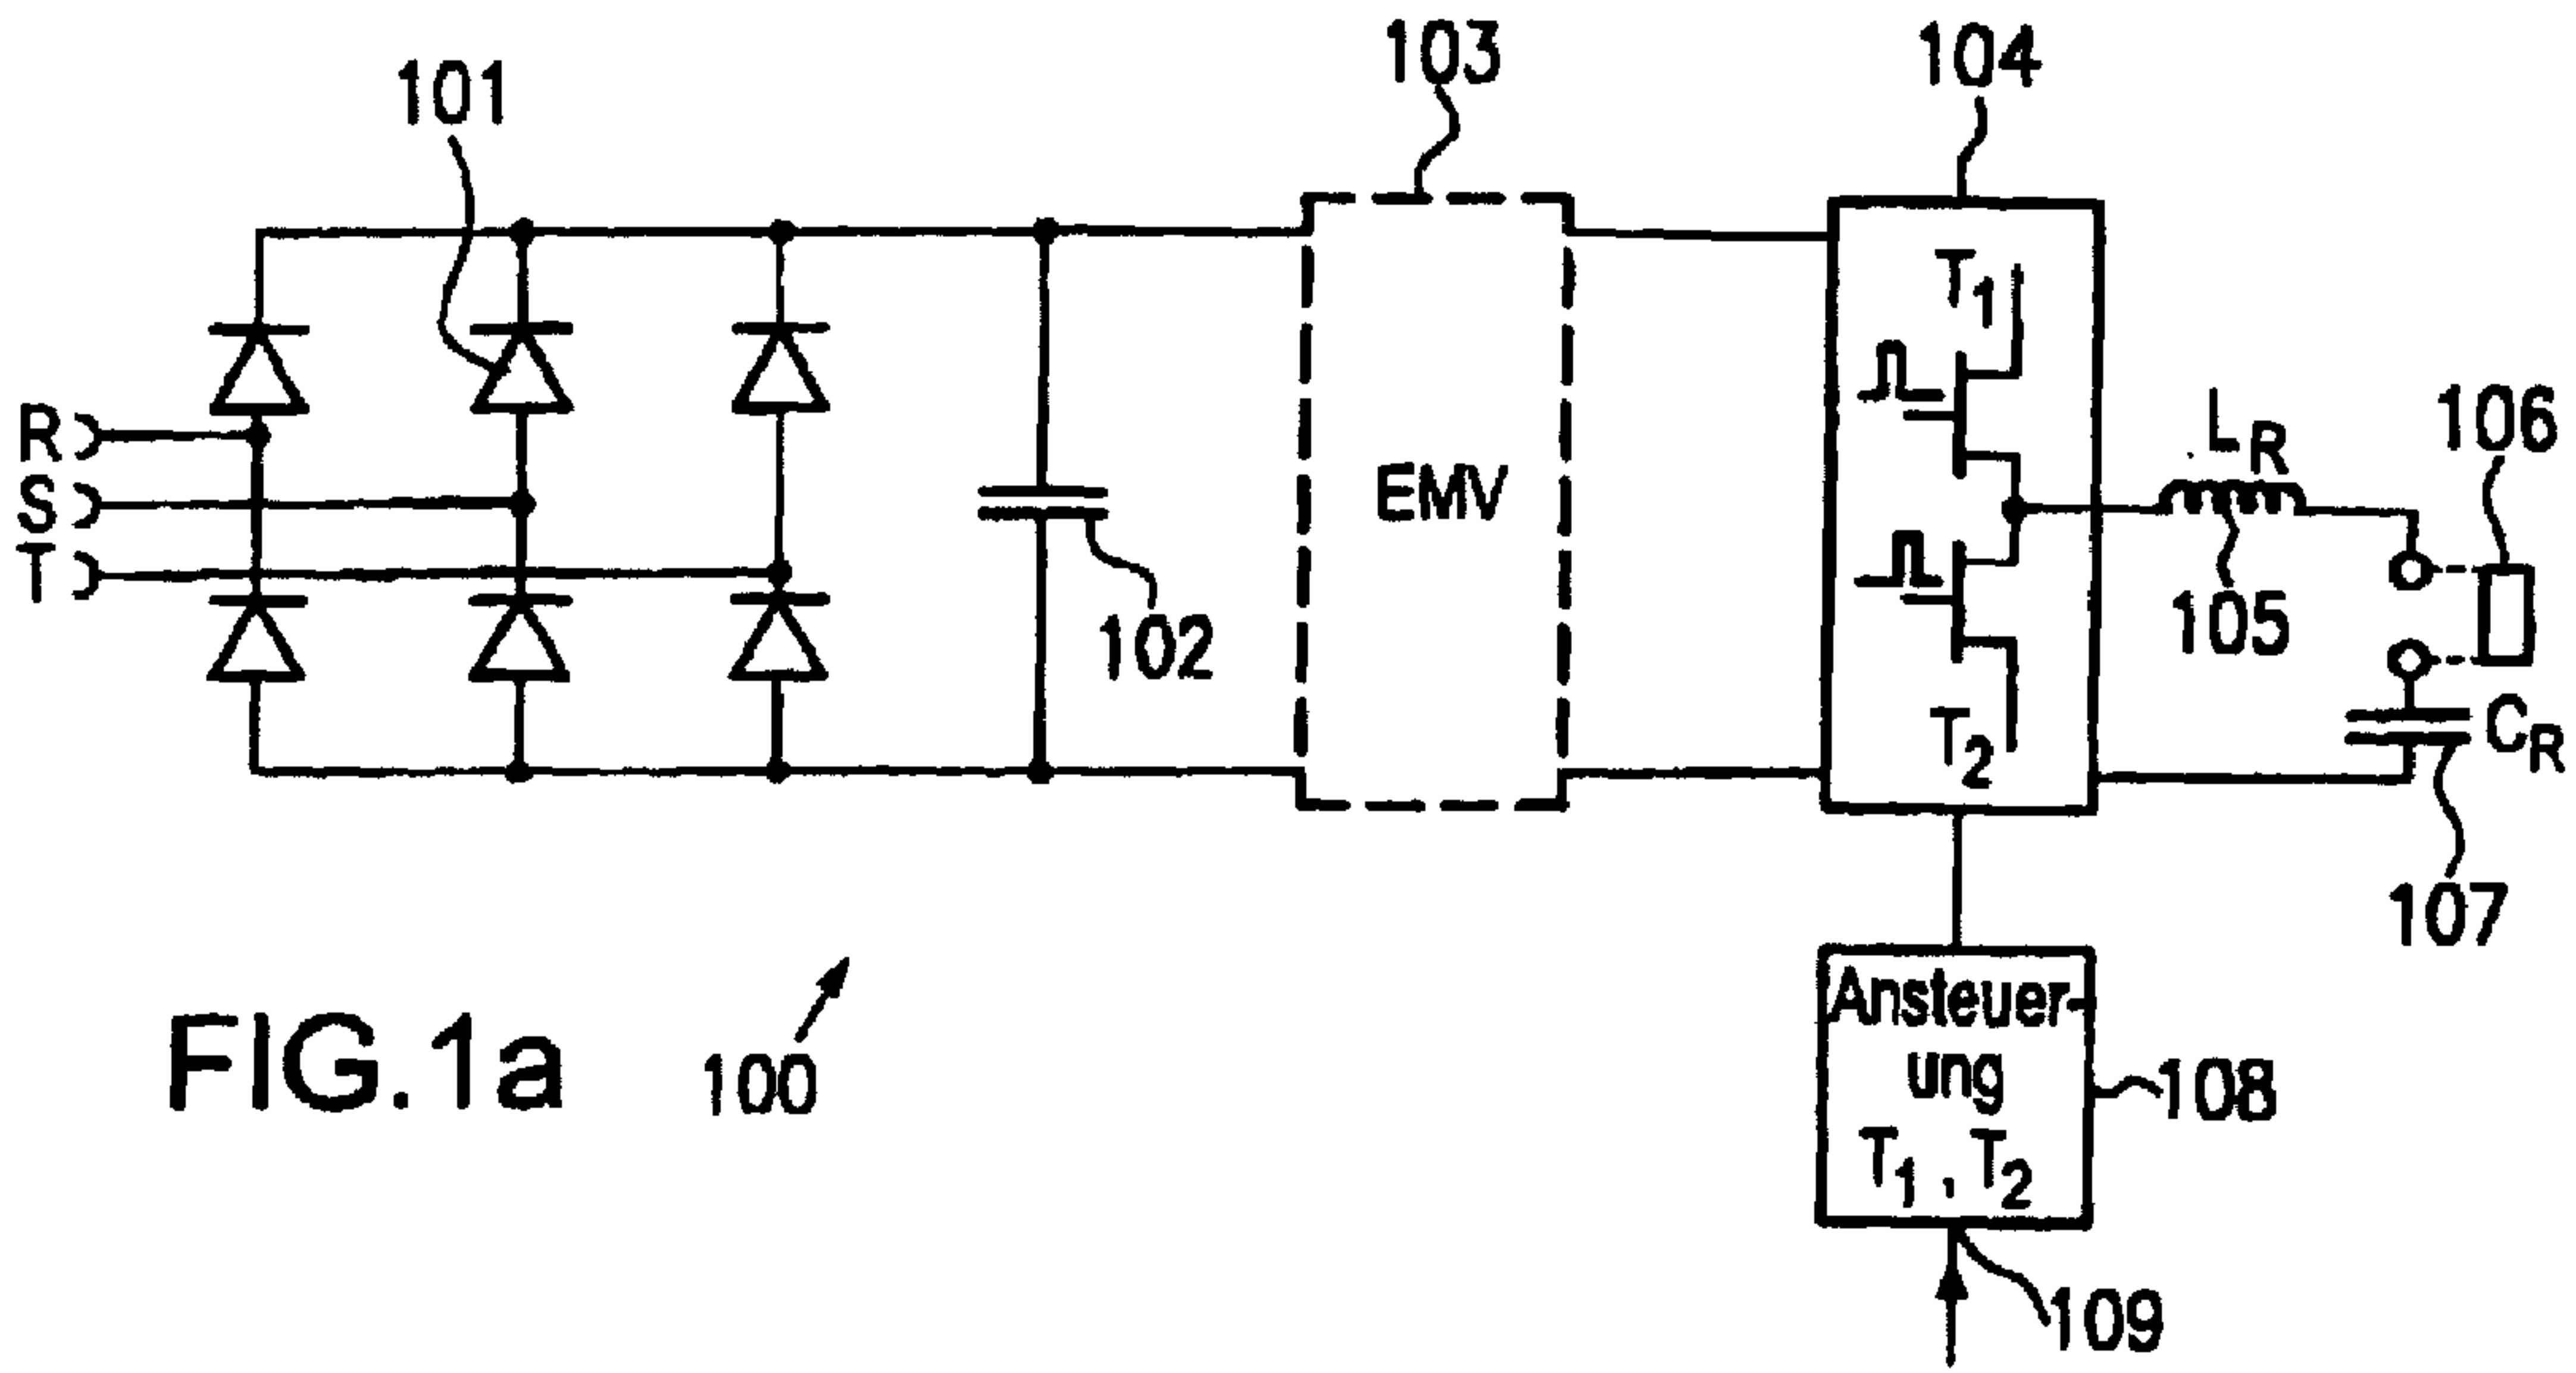 103
104
101
T1
R
S
T
EMV
LR
106
102
105
T2
CR
107
Ansteuer-
ung
T1, T2
FIG.1a
100
108
109